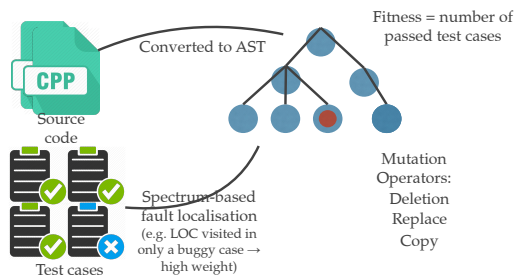 Fitness = number of
passed test cases
Converted to AST
CPP
Source
code
Spectrum-based
fault localisation
(e.g. LOC visited in
only a buggy case →
high weight)
Test cases
Mutation
Operators:
Deletion
Replace
Copy